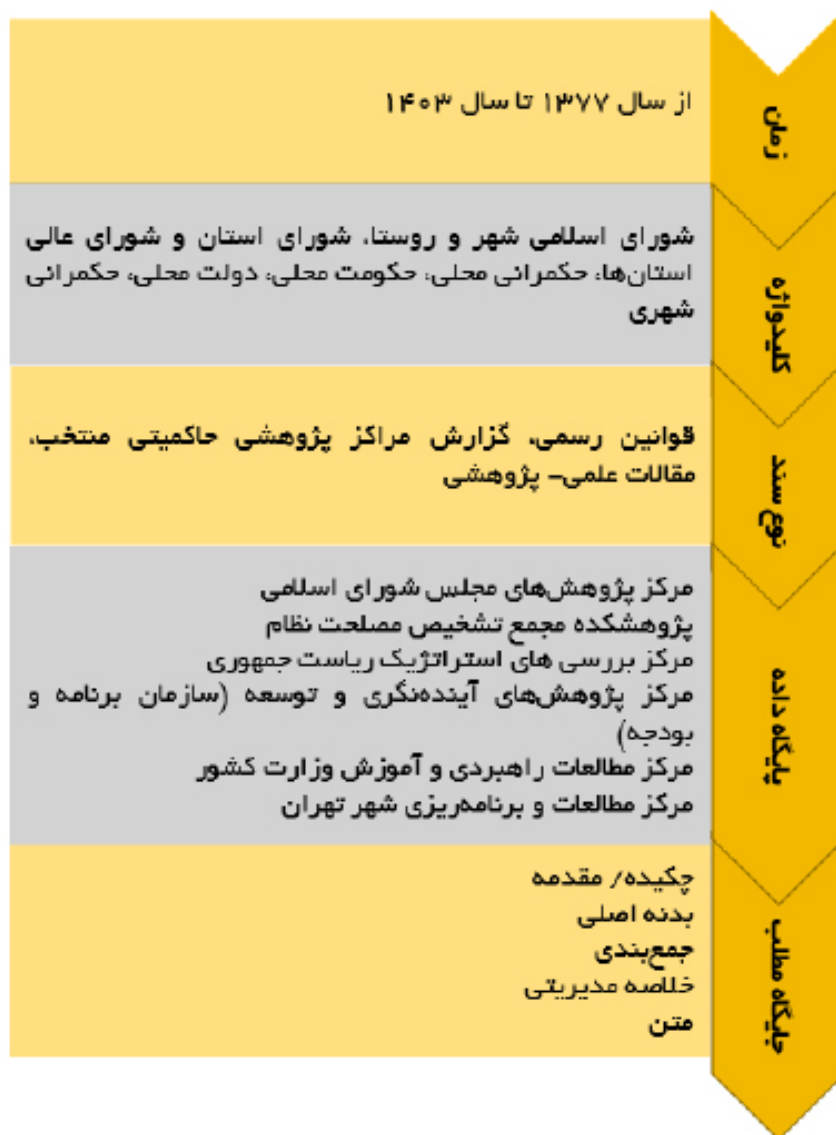 زمان
از سال ۱۳۷۷ تا سال ۱۴۰۳
کلیدواژه
شورای اسلامی شهر و روستا، شورای استان و شورای عالی
استان‌ها، حکمرانی محلی، حکومت محلی، دولت محلی، حکمرانی
شهری
نوع سند
قوانین رسمی، گزارش مراکز پژوهشی حاکمیتی منتخب،
مقالات علمی- پژوهشی
پایگاه داده
مرکز پژوهش‌های مجلس شورای اسلامی
پژوهشکده مجمع تشخیص مصلحت نظام
مرکز بررسی های استراتژیک ریاست جمهوری
مرکز پژوهش‌های آینده‌نگری و توسعه (سازمان برنامه و
بودجه)
مرکز مطالعات راهبردی و آموزش وزارت کشور
مرکز مطالعات و برنامه‌ریزی شهر تهران
جایگاه مطلب
چکیده/ مقدمه
بدنه اصلی
جمع‌بندی
خلاصه مدیریتی
متن